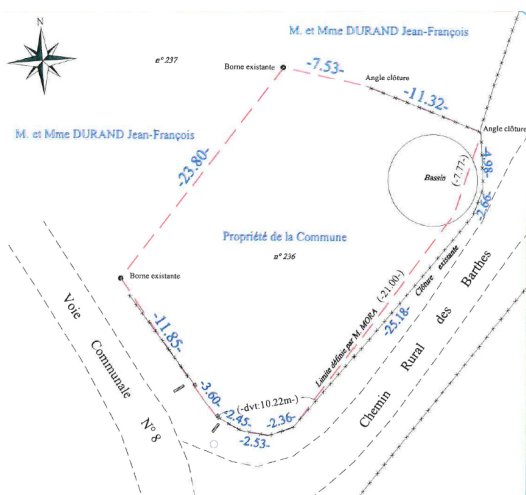 N
M. et Mme DURAND Jean-François
n° 237
Borne existante
-7.53-
Angle clôture
-11.32-
Angle clôture
M. et Mme DURAND Jean-François
-23.80-
-4.98-
(-7.77-)
Bassin
-2.66-
Propriété de la Commune
n° 236
Borne existante
Limite définie par M. MORA (-21.00-)
Clôture existante
-25.18-
Chemin Rural des Barthes
-11.85-
Voie Communale N° 8
-3.60-
(-dvt:10.22m-)
-2.45-
-2.36-
-2.53-